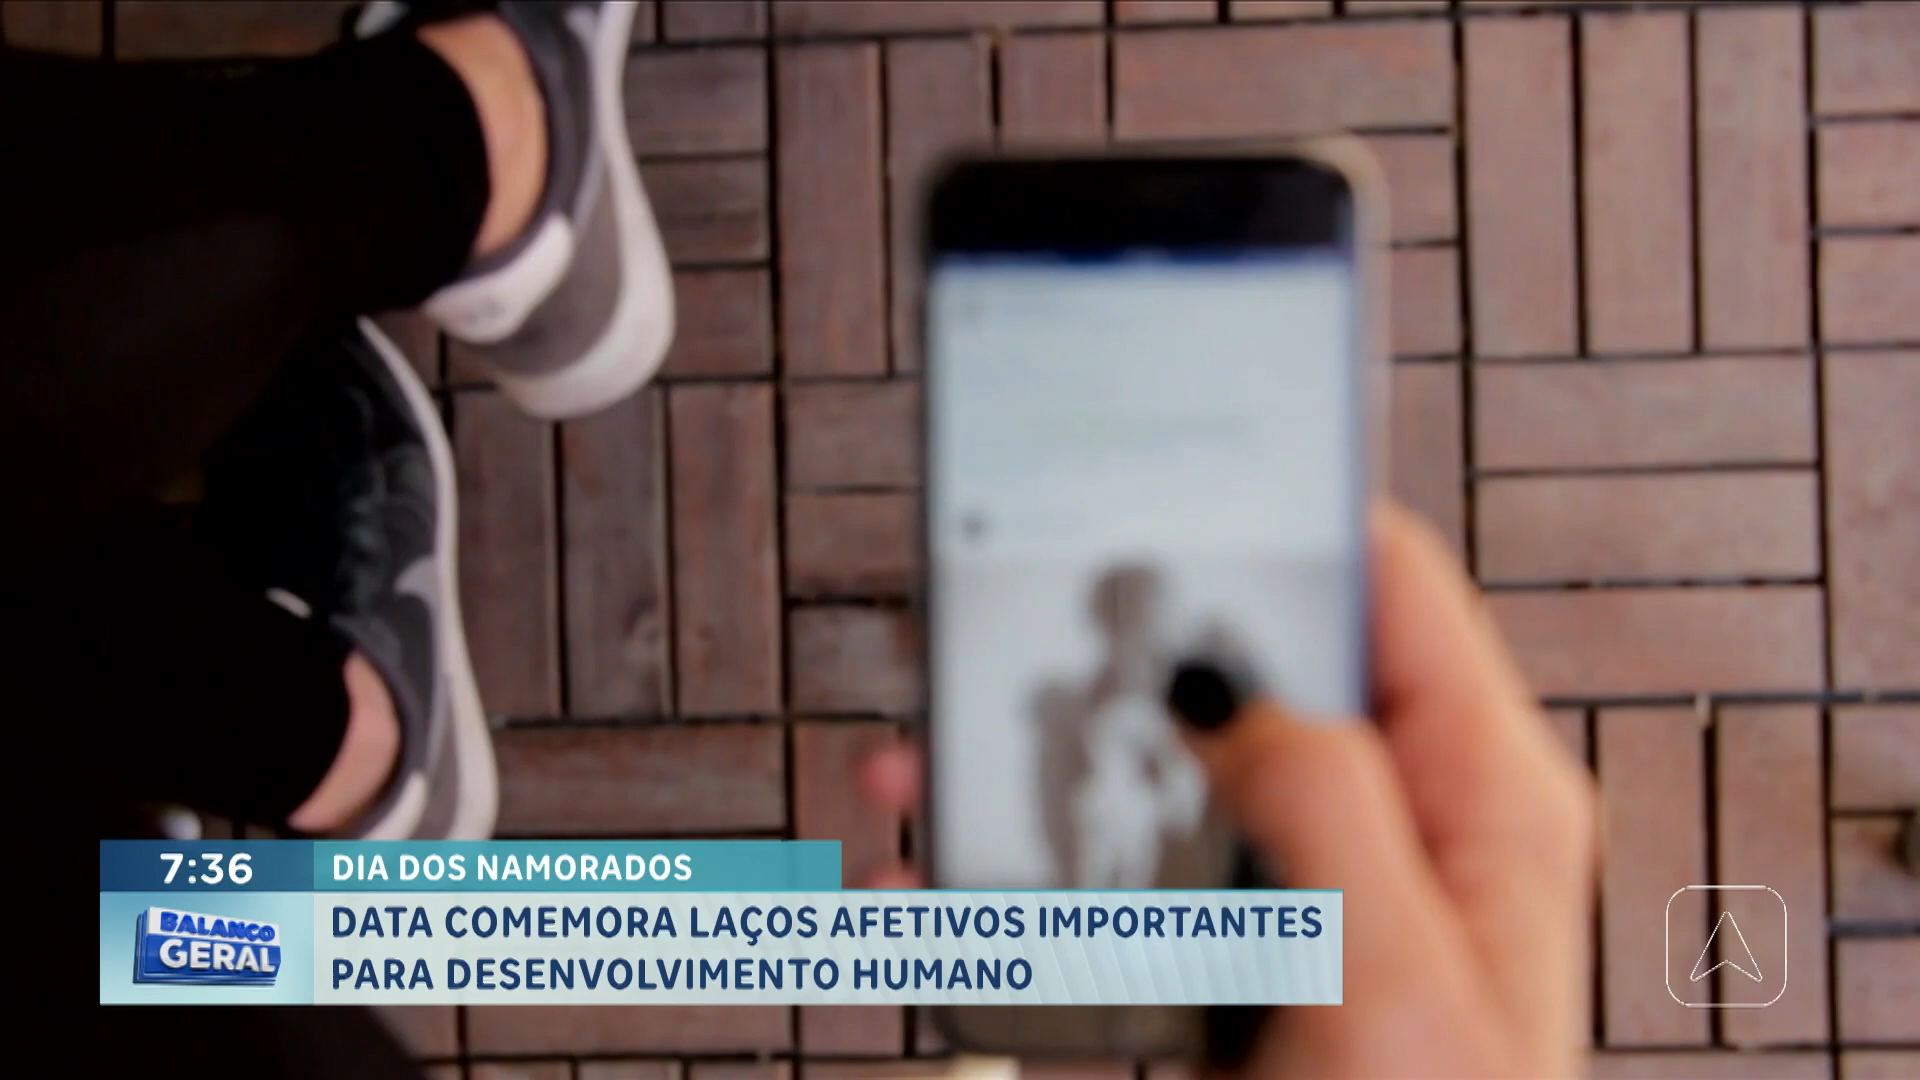 7:36
DIA DOS NAMORADOS
BALANÇO
GERAL
DATA COMEMORA LAÇOS AFETIVOS IMPORTANTES
PARA DESENVOLVIMENTO HUMANO